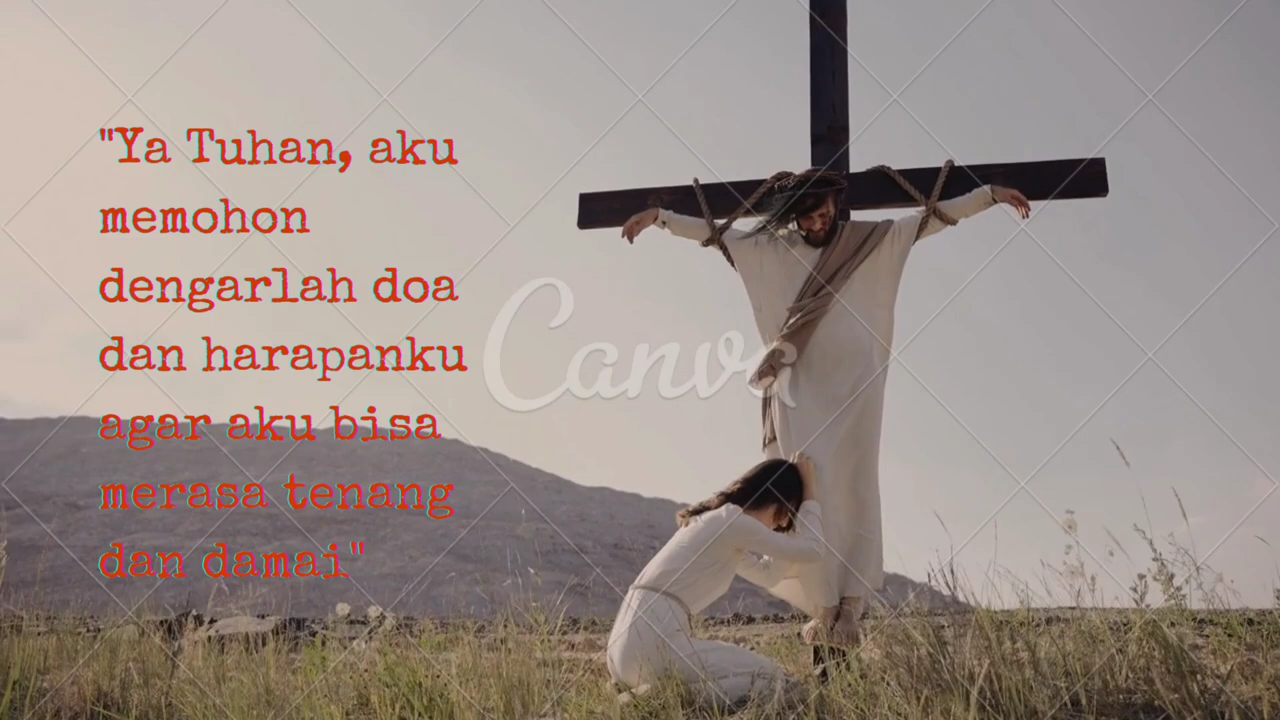 "Ya Tuhan, aku
memohon
dengarlah doa
dan harapanku
agar aku bisa
merasa tenang
dan damai"
Canva